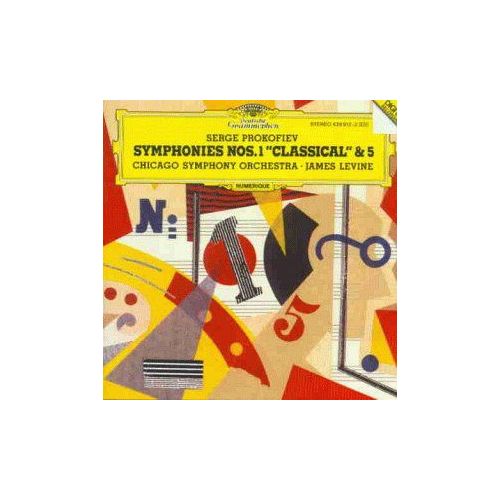 Deutsche
Grammophon
STEREO
SERGE PROKOFIEV
SYMPHONIES NOS. 1 "CLASSICAL" & 5
CHICAGO SYMPHONY ORCHESTRA · JAMES LEVINE
NUMERIQUE
N:
1
5